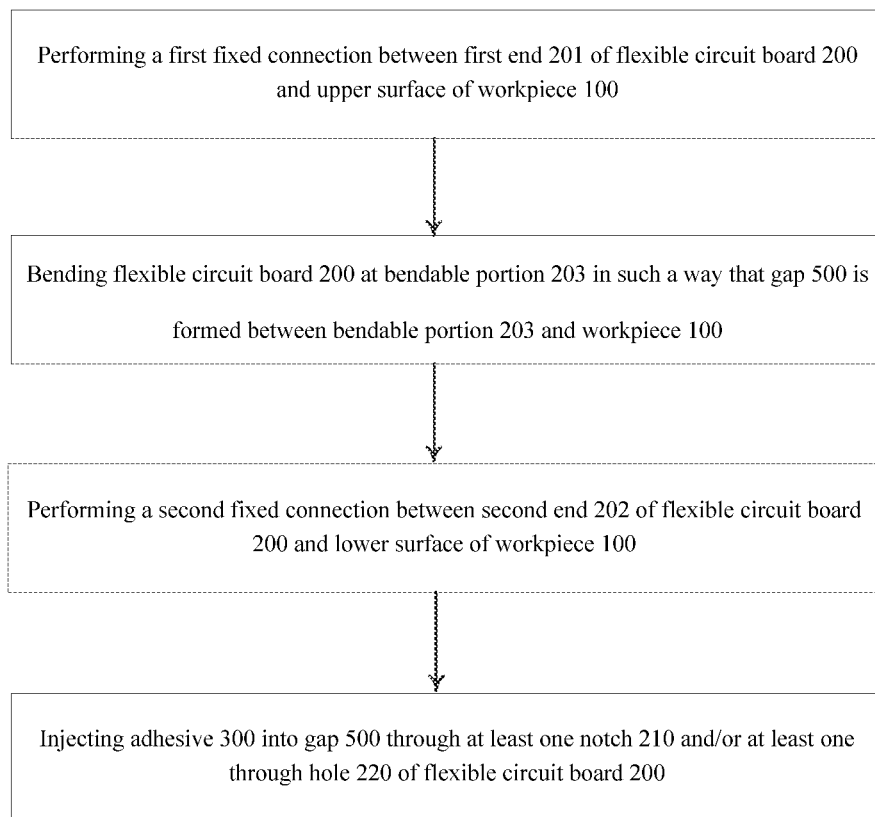 Performing a first fixed connection between first end 201 of flexible circuit board 200
and upper surface of workpiece 100
Bending flexible circuit board 200 at bendable portion 203 in such a way that gap 500 is
formed between bendable portion 203 and workpiece 100
Performing a second fixed connection between second end 202 of flexible circuit board
200 and lower surface of workpiece 100
Injecting adhesive 300 into gap 500 through at least one notch 210 and/or at least one
through hole 220 of flexible circuit board 200